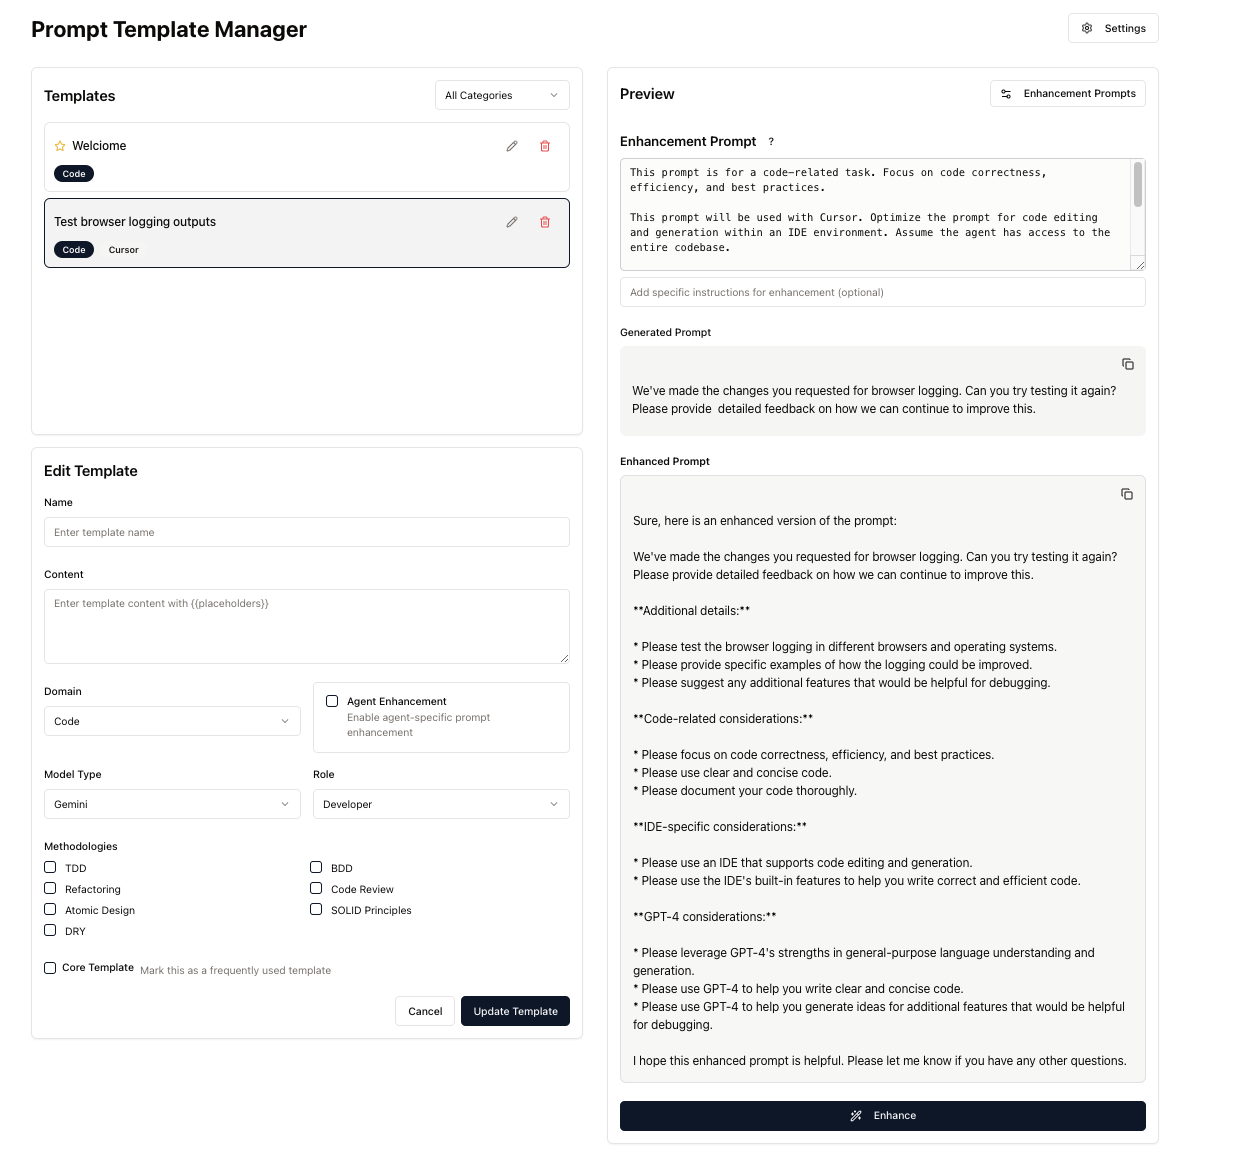 Prompt Template Manager
Settings
Templates
All Categories
Welciome
Code
Test browser logging outputs
Code Cursor
Edit Template
Name
Enter template name
Content
Enter template content with {{placeholders}}
Domain
Code
Agent Enhancement
Enable agent-specific prompt
enhancement
Model Type
Gemini
Role
Developer
Methodologies
TDD
BDD
Refactoring
Code Review
Atomic Design
SOLID Principles
DRY
Core Template Mark this as a frequently used template
Cancel
Update Template
Preview
Enhancement Prompts
Enhancement Prompt ?
This prompt is for a code-related task. Focus on code correctness,
efficiency, and best practices.
This prompt will be used with Cursor. Optimize the prompt for code editing
and generation within an IDE environment. Assume the agent has access to the
entire codebase.
Add specific instructions for enhancement (optional)
Generated Prompt
We've made the changes you requested for browser logging. Can you try testing it again?
Please provide  detailed feedback on how we can continue to improve this.
Enhanced Prompt
Sure, here is an enhanced version of the prompt:
We've made the changes you requested for browser logging. Can you try testing it again?
Please provide detailed feedback on how we can continue to improve this.
**Additional details:**
* Please test the browser logging in different browsers and operating systems.
* Please provide specific examples of how the logging could be improved.
* Please suggest any additional features that would be helpful for debugging.
**Code-related considerations:**
* Please focus on code correctness, efficiency, and best practices.
* Please use clear and concise code.
* Please document your code thoroughly.
**IDE-specific considerations:**
* Please use an IDE that supports code editing and generation.
* Please use the IDE's built-in features to help you write correct and efficient code.
**GPT-4 considerations:**
* Please leverage GPT-4's strengths in general-purpose language understanding and
generation.
* Please use GPT-4 to help you write clear and concise code.
* Please use GPT-4 to help you generate ideas for additional features that would be helpful
for debugging.
I hope this enhanced prompt is helpful. Please let me know if you have any other questions.
Enhance